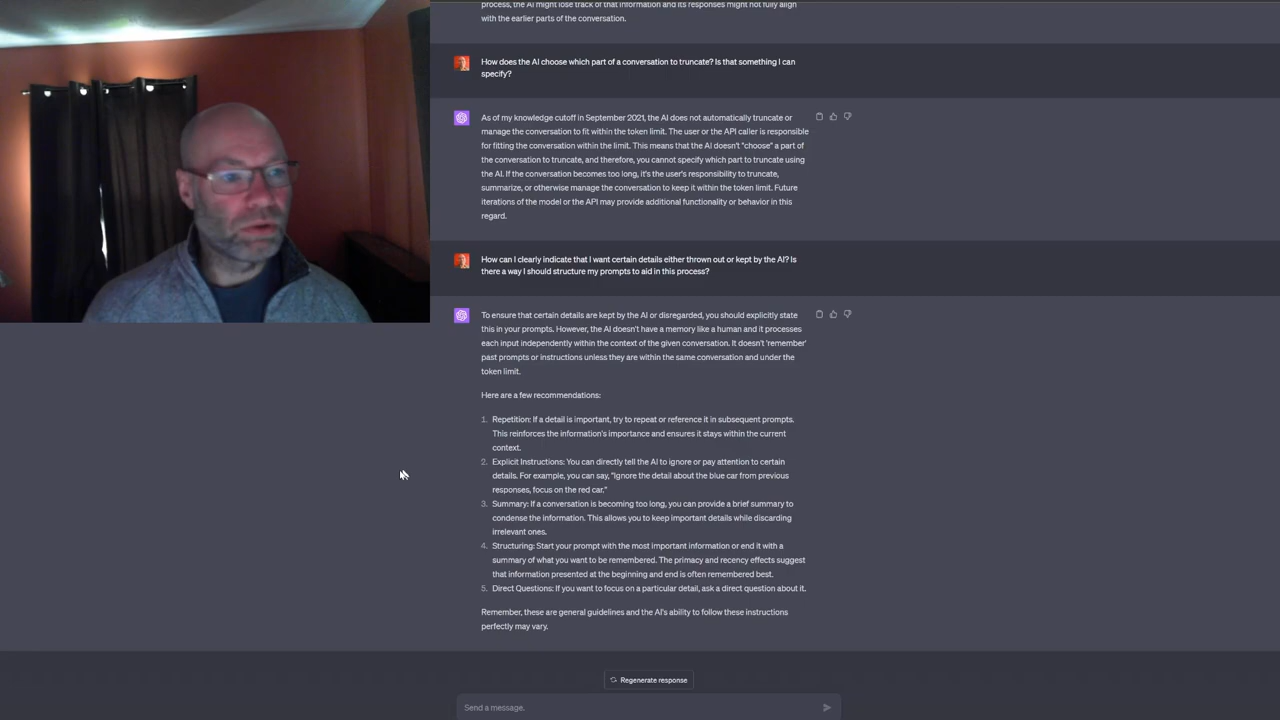 process, the AI might lose track of that information and its responses might not fully align
with the earlier parts of the conversation.
How does the AI choose which part of a conversation to truncate? Is that something I can
specify?
As of my knowledge cutoff in September 2021, the AI does not automatically truncate or
manage the conversation to fit within the token limit. The user or the API caller is responsible
for fitting the conversation within the limit. This means that the AI doesn't "choose" a part of
the conversation to truncate, and therefore, you cannot specify which part to truncate using
the AI. If the conversation becomes too long, it's the user's responsibility to truncate,
summarize, or otherwise manage the conversation to keep it within the token limit. Future
iterations of the model or the API may provide additional functionality or behavior in this
regard.
How can I clearly indicate that I want certain details either thrown out or kept by the AI? Is
there a way I should structure my prompts to aid in this process?
To ensure that certain details are kept by the AI or disregarded, you should explicitly state
this in your prompts. However, the AI doesn't have a memory like a human and it processes
each input independently within the context of the given conversation. It doesn't 'remember'
past prompts or instructions unless they are within the same conversation and under the
token limit.
Here are a few recommendations:
1. Repetition: If a detail is important, try to repeat or reference it in subsequent prompts.
This reinforces the information's importance and ensures it stays within the current
context.
2. Explicit Instructions: You can directly tell the AI to ignore or pay attention to certain
details. For example, you can say, "Ignore the detail about the blue car from previous
responses, focus on the red car."
3. Summary: If a conversation is becoming too long, you can provide a brief summary to
condense the information. This allows you to keep important details while discarding
irrelevant ones.
4. Structuring: Start your prompt with the most important information or end it with a
summary of what you want to be remembered. The primacy and recency effects suggest
that information presented at the beginning and end is often remembered best.
5. Direct Questions: If you want to focus on a particular detail, ask a direct question about it.
Remember, these are general guidelines and the AI's ability to follow these instructions
perfectly may vary.
Regenerate response
Send a message.